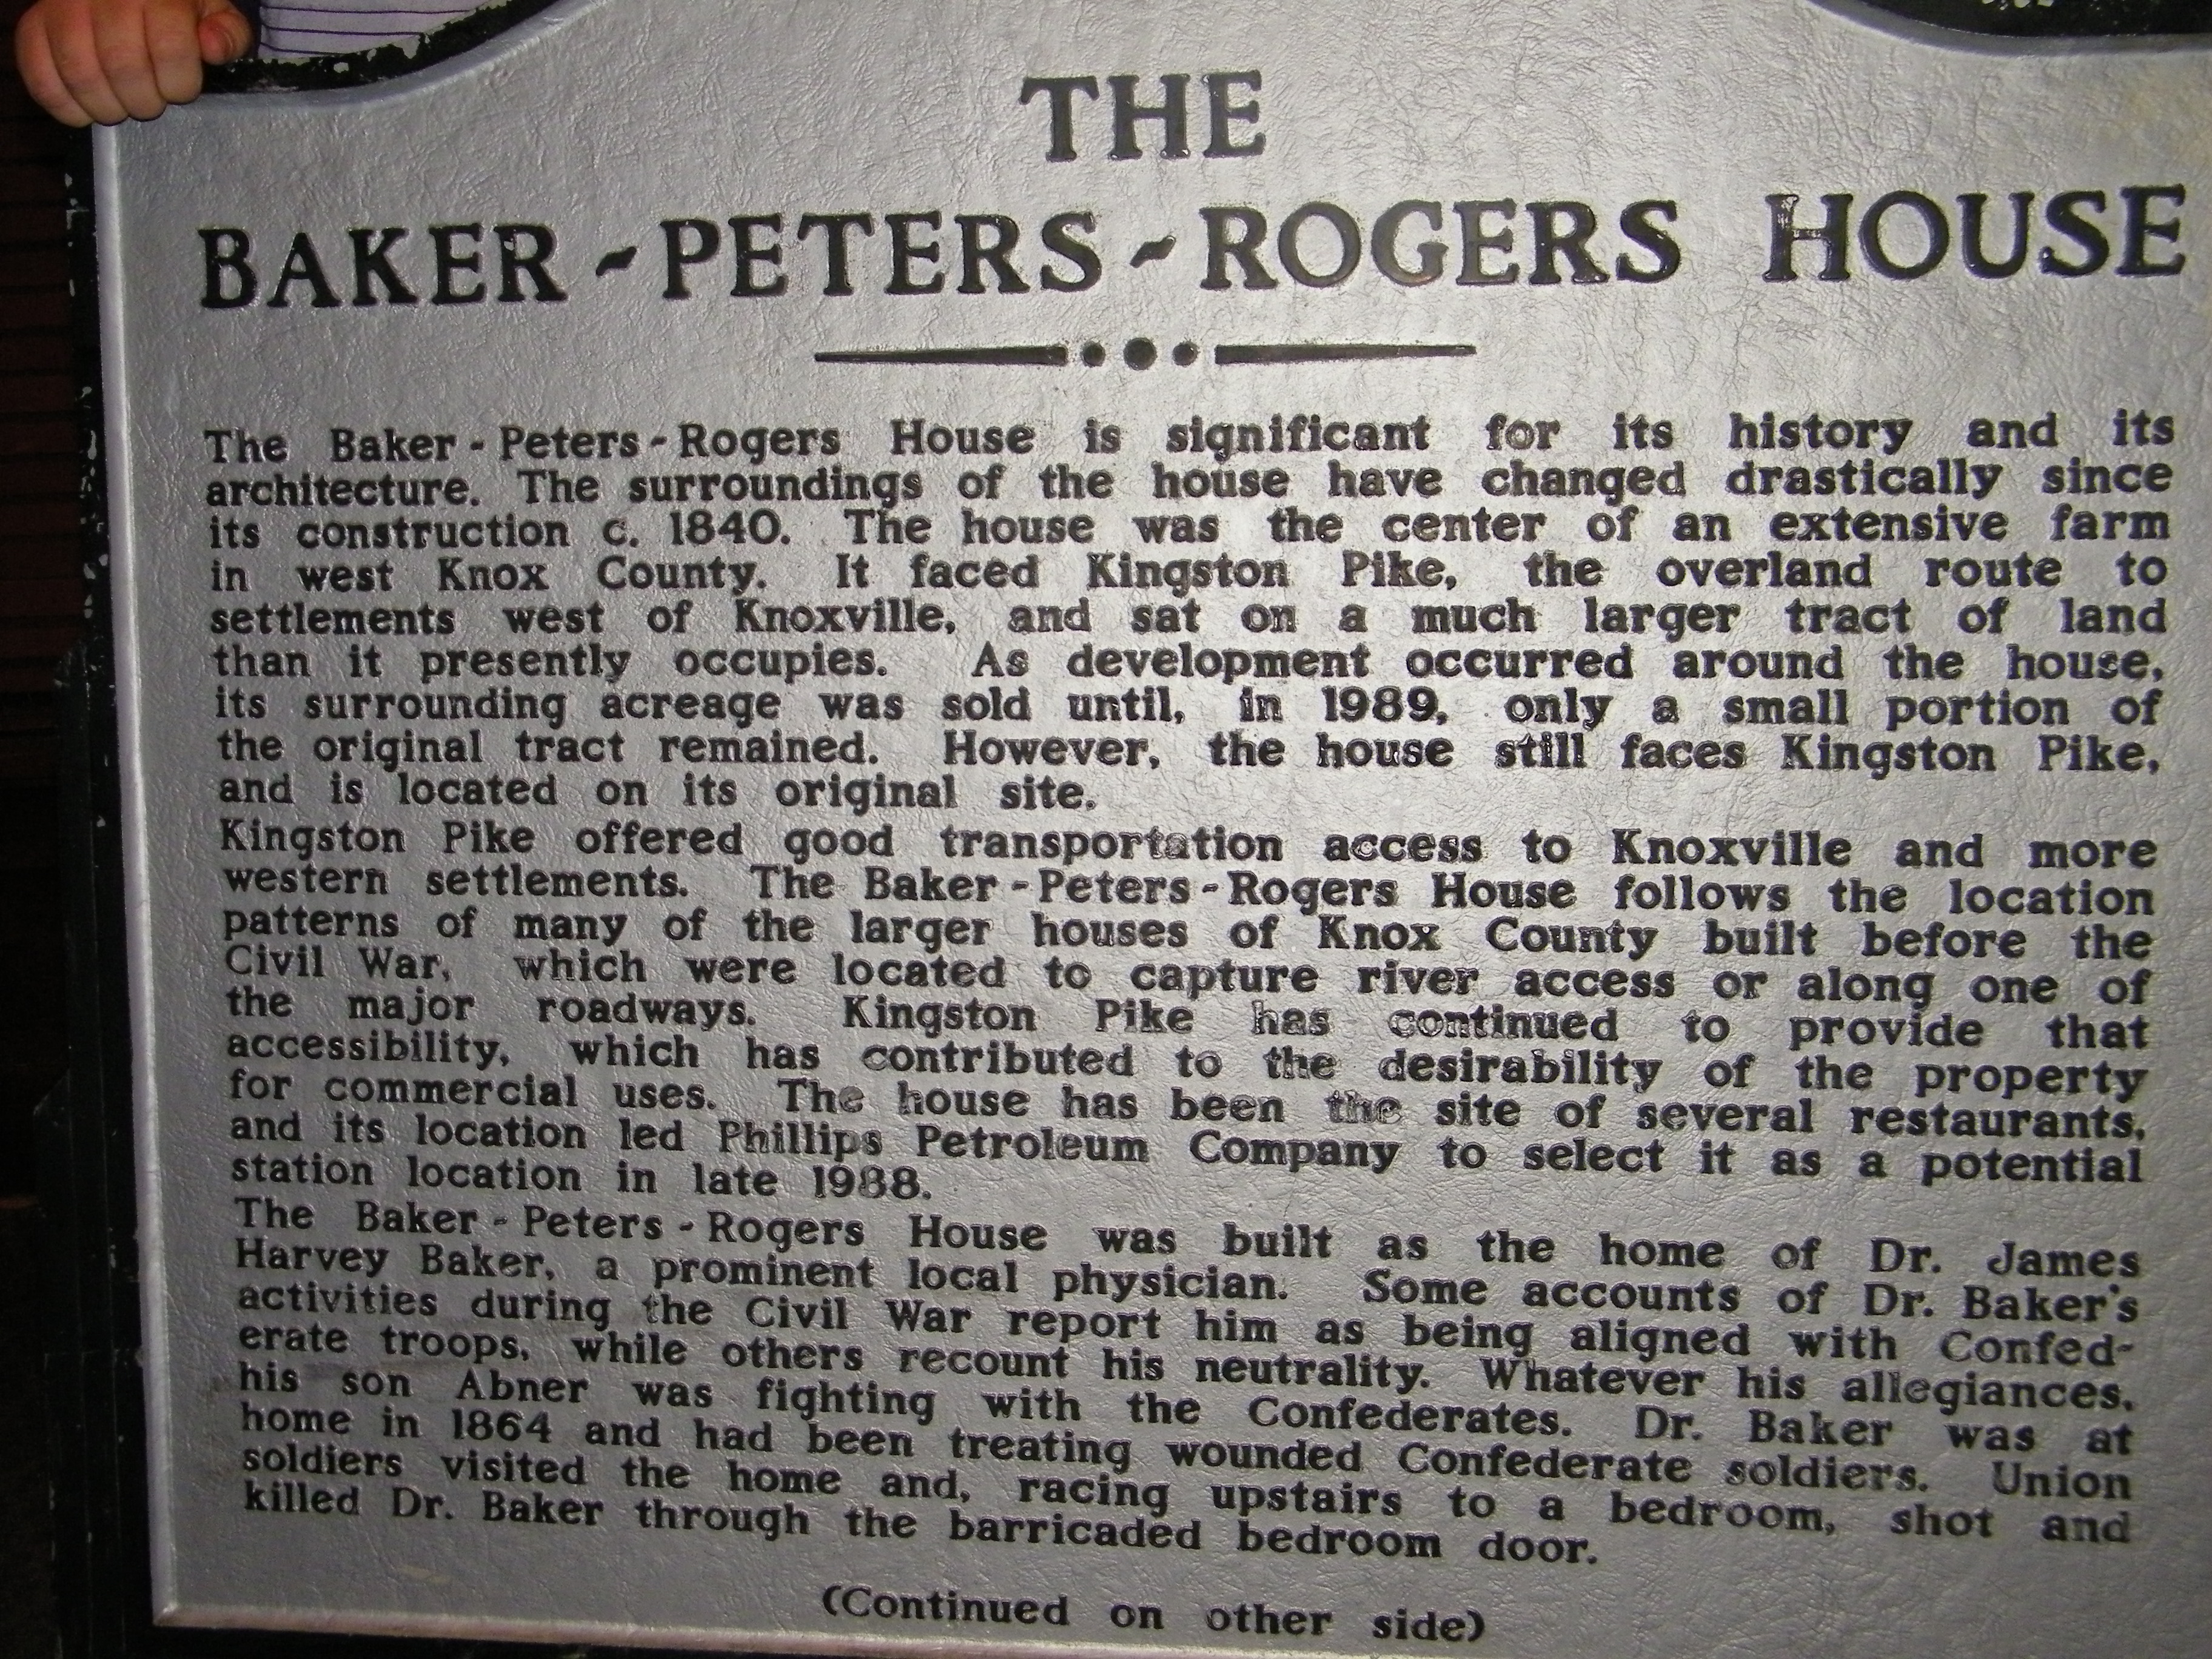 THE
BAKER-PETERS-ROGERS HOUSE
The Baker-Peters-Rogers House is significant for its history and its
architecture. The surroundings of the house have changed drastically since
its construction c. 1840. The house was the center of an extensive farm
in west Knox County. It faced Kingston Pike, the overland route to
settlements west of Knoxville, and sat on a much larger tract of land
than it presently occupies. As development occurred around the house,
its surrounding acreage was sold until, in 1989, only a small portion of
the original tract remained. However, the house still faces Kingston Pike,
and is located on its original site.
Kingston Pike offered good transportation access to Knoxville and more
western settlements. The Baker-Peters-Rogers House follows the location
patterns of many of the larger houses of Knox County built before the
Civil War, which were located to capture river access or along one of
the major roadways. Kingston Pike has continued to provide that
accessibility, which has contributed to the desirability of the property
for commercial uses. The house has been the site of several restaurants,
and its location led Phillips Petroleum Company to select it as a potential
station location in late 1988.
The Baker-Peters-Rogers House was built as the home of Dr. James
Harvey Baker, a prominent local physician. Some accounts of Dr. Baker's
activities during the Civil War report him as being aligned with Confed-
erate troops, while others recount his neutrality. Whatever his allegiances,
his son Abner was fighting with the Confederates. Dr. Baker was at
home in 1864 and had been treating wounded Confederate soldiers. Union
soldiers visited the home and, racing upstairs to a bedroom, shot and
killed Dr. Baker through the barricaded bedroom door.
(Continued on other side)